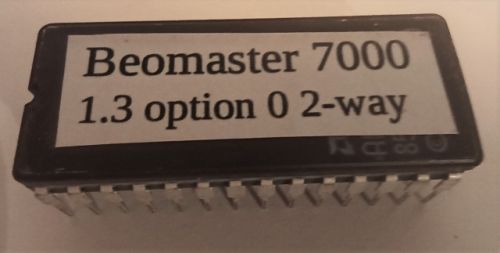 Beomaster 7000
1.3 option 0 2-way